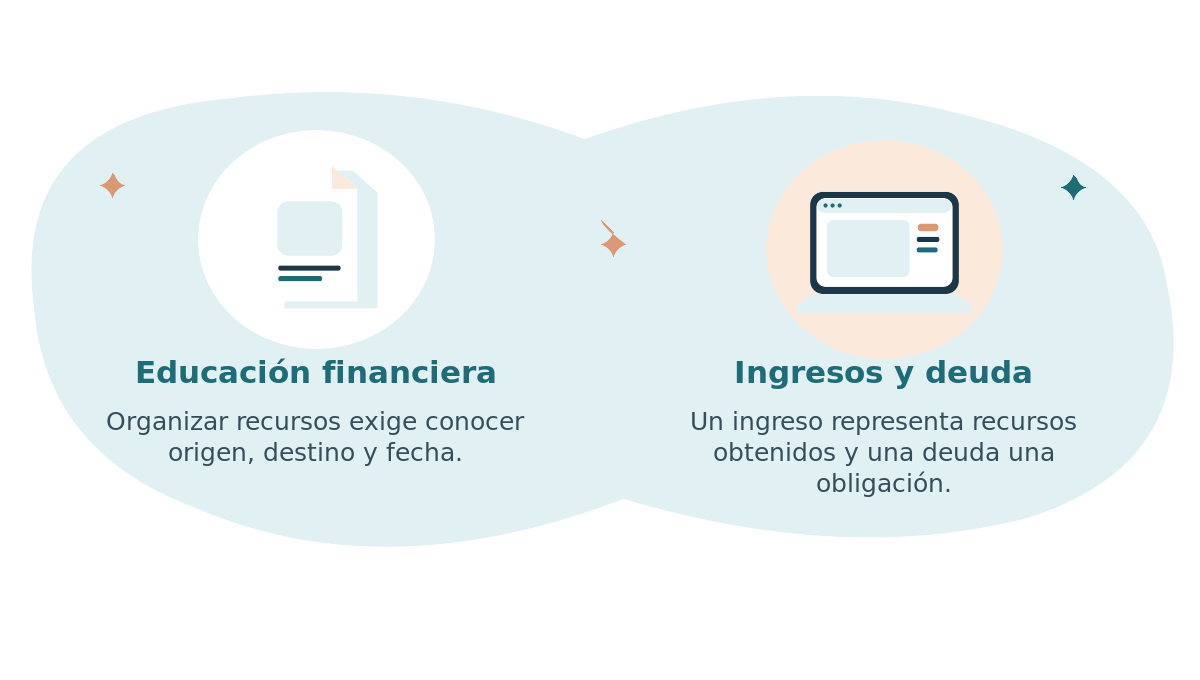 Educación financiera
Organizar recursos exige conocer
origen, destino y fecha.
Ingresos y deuda
Un ingreso representa recursos
obtenidos y una deuda una
obligación.